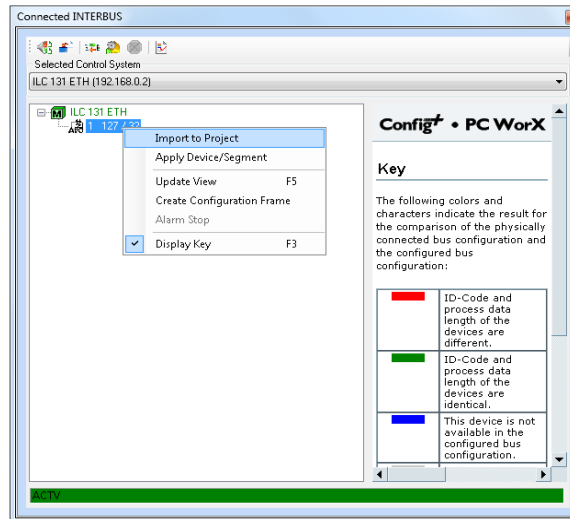 Connected INTERBUS
Selected Control System
ILC 131 ETH (192.168.0.2)
ILC 131 ETH
1 127 / 32
Import to Project
Apply Device/Segment
Update View F5
Create Configuration Frame
Alarm Stop
Display Key F3
Config+ • PC WorX
Key
The following colors and
characters indicate the result for
the comparison of the physically
connected bus configuration and
the configured bus
configuration:
ID-Code and
process data
length of the
devices are
different.
ID-Code and
process data
length of the
devices are
identical.
This device is not
available in the
configured bus
configuration.
ACTV